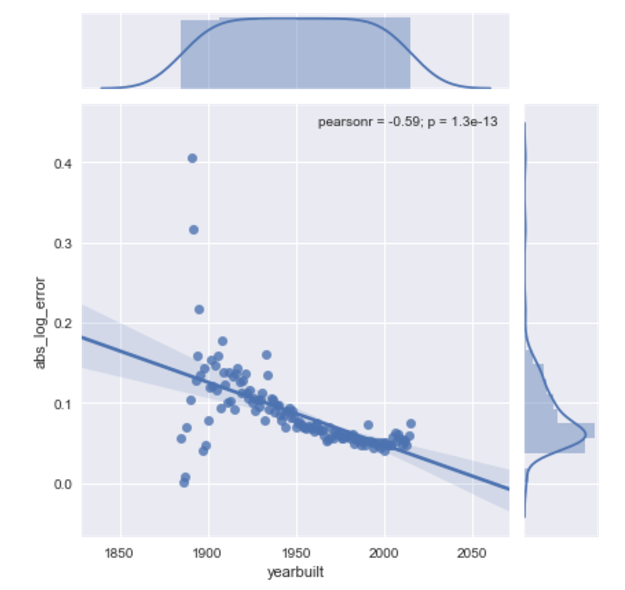 pearsonr = -0.59; p = 1.3e-13
0.4
0.3
0.2
0.1
0.0
abs_log_error
1850 1900 1950 2000 2050
yearbuilt